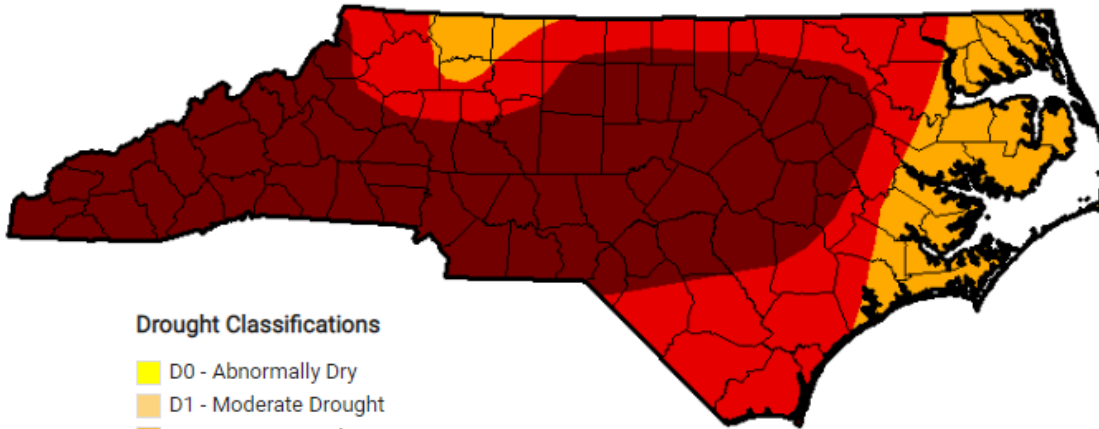 Drought Classifications
D0 - Abnormally Dry
D1 - Moderate Drought